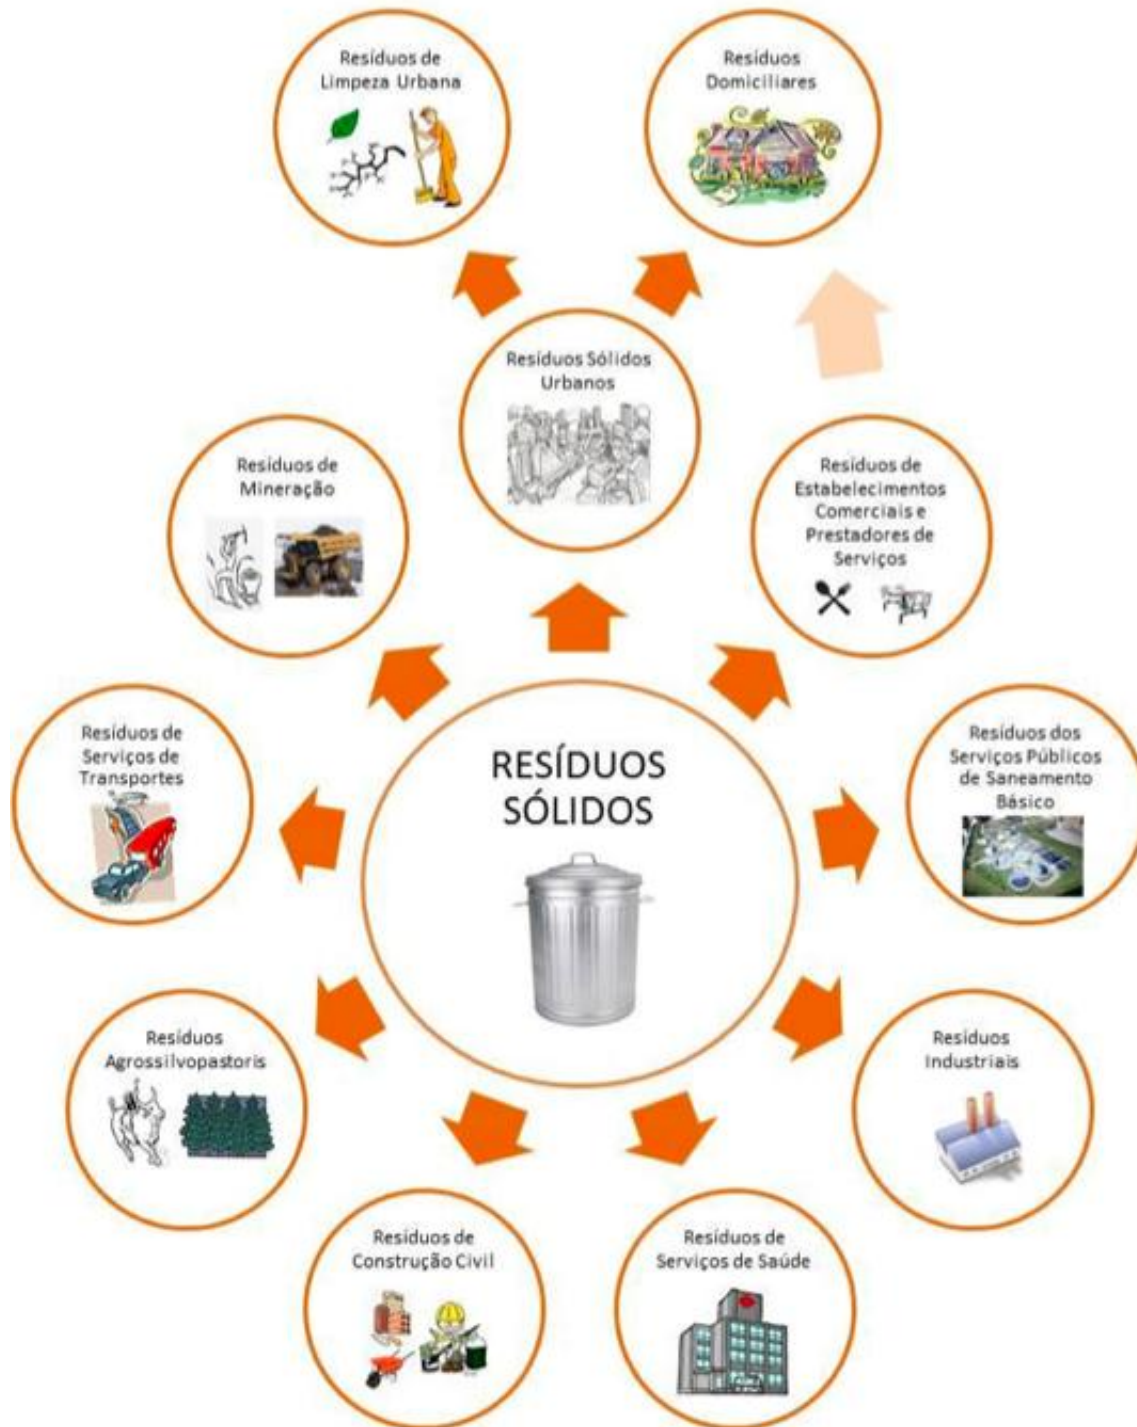 Resíduos de
Limpeza Urbana
Resíduos
Domiciliares
Resíduos Sólidos
Urbanos
Resíduos de
Mineração
Resíduos de
Estabelecimentos
Comerciais e
Prestadores de
Serviços
Resíduos de
Serviços de
Transportes
RESÍDUOS
SÓLIDOS
Resíduos dos
Serviços Públicos
de Saneamento
Básico
Resíduos
Agrossilvopastoris
Resíduos
Industriais
Resíduos de
Construção Civil
Resíduos de
Serviços de Saúde